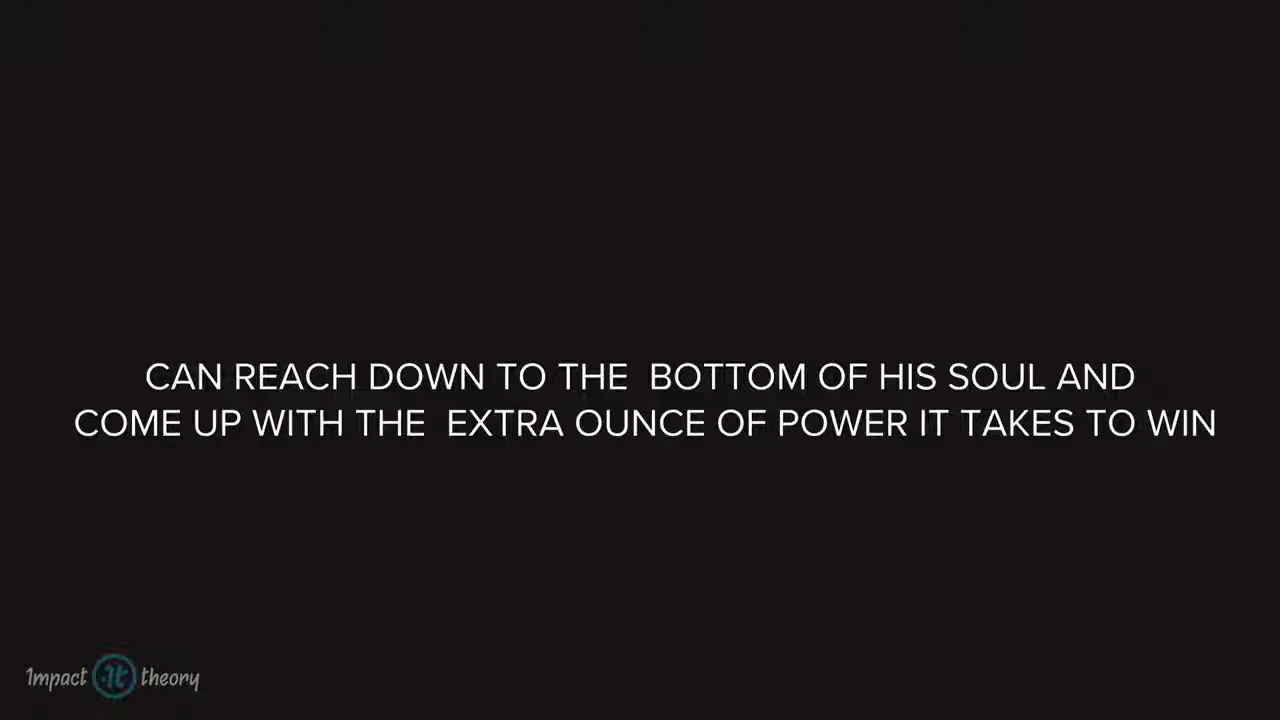 CAN REACH DOWN TO THE BOTTOM OF HIS SOUL AND
COME UP WITH THE EXTRA OUNCE OF POWER IT TAKES TO WIN
Impact It theory